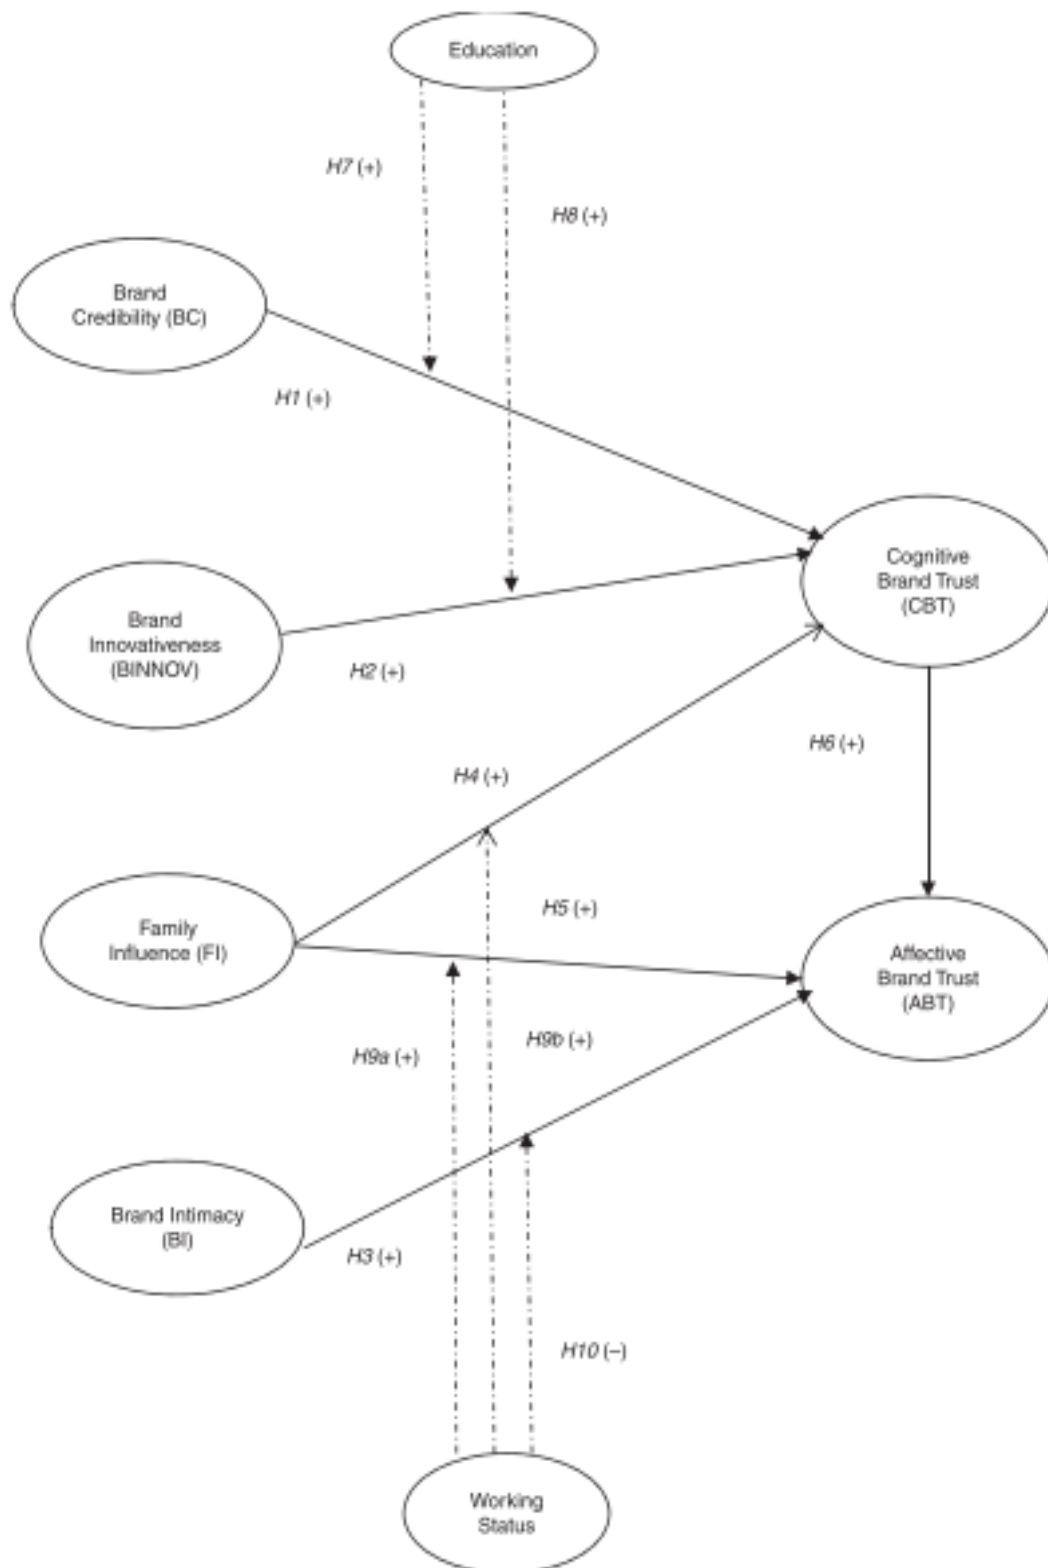 Education
H7 (+)
H8 (+)
Brand
Credibility (BC)
H1 (+)
Cognitive
Brand Trust
(CBT)
Brand
Innovativeness
(BINNOV)
H2 (+)
H6 (+)
H4 (+)
H5 (+)
Family
Influence (FI)
Affective
Brand Trust
(ABT)
H9a (+)
H9b (+)
Brand Intimacy
(BI)
H3 (+)
H10 (–)
Working
Status